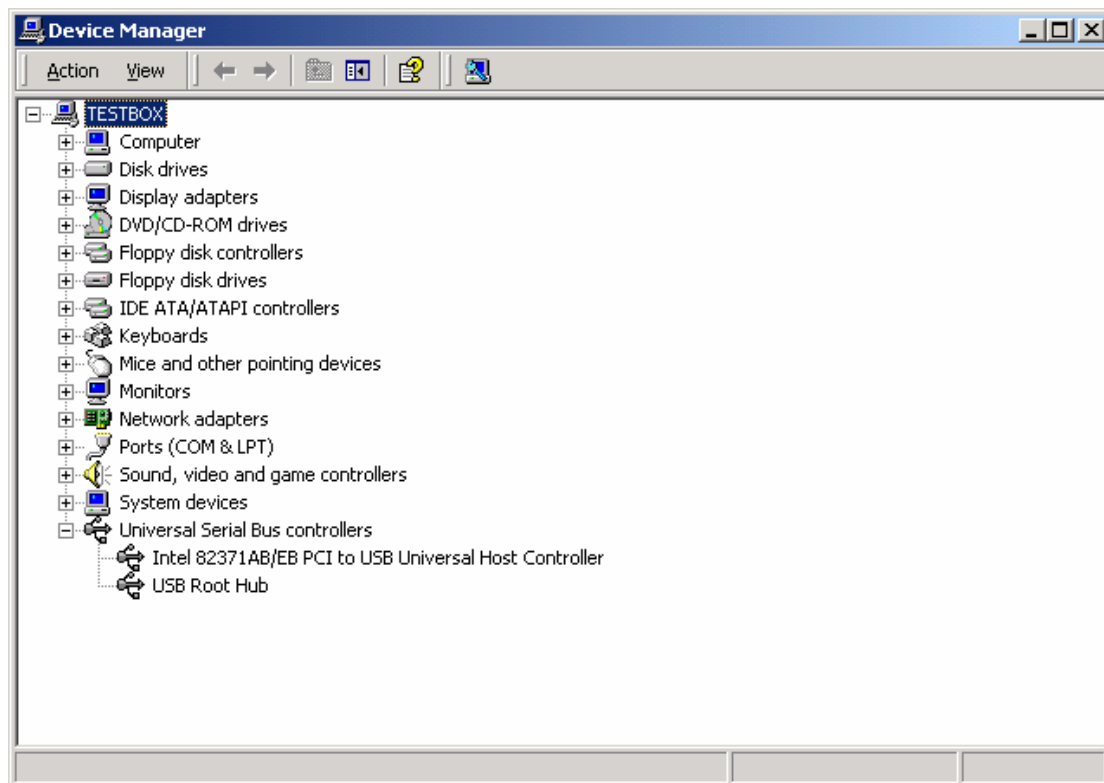 Device Manager
Action View
TESTBOX
Computer
Disk drives
Display adapters
DVD/CD-ROM drives
Floppy disk controllers
Floppy disk drives
IDE ATA/ATAPI controllers
Keyboards
Mice and other pointing devices
Monitors
Network adapters
Ports (COM & LPT)
Sound, video and game controllers
System devices
Universal Serial Bus controllers
Intel 82371AB/EB PCI to USB Universal Host Controller
USB Root Hub